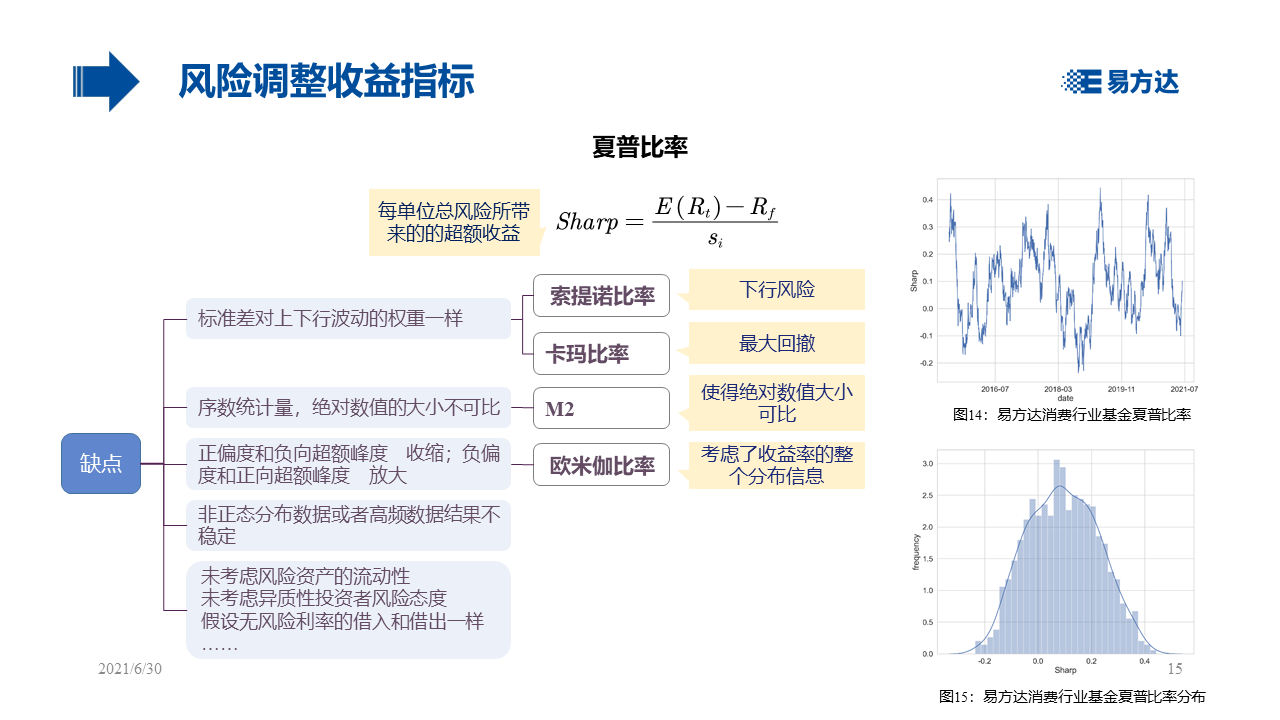 风险调整收益指标
易方达
夏普比率
每单位总风险所带
来的的超额收益
Sharp = \frac{E(R_t) - R_f}{s_i}
缺点
标准差对上下行波动的权重一样
索提诺比率
下行风险
卡玛比率
最大回撤
序数统计量，绝对数值的大小不可比
M2
使得绝对数值大小
可比
正偏度和负向超额峰度 收缩；负偏
度和正向超额峰度 放大
欧米伽比率
考虑了收益率的整
个分布信息
非正态分布数据或者高频数据结果不
稳定
未考虑风险资产的流动性
未考虑异质性投资者风险态度
假设无风险利率的借入和借出一样
……
0.4
0.3
0.2
0.1
0.0
-0.1
-0.2
Sharp
2016-07 2018-03 2019-11 2021-07
date
图14：易方达消费行业基金夏普比率
3.0
2.5
2.0
1.5
1.0
0.5
0.0
frequency
-0.2 0.0 0.2 0.4
Sharp
图15：易方达消费行业基金夏普比率分布
2021/6/30
15